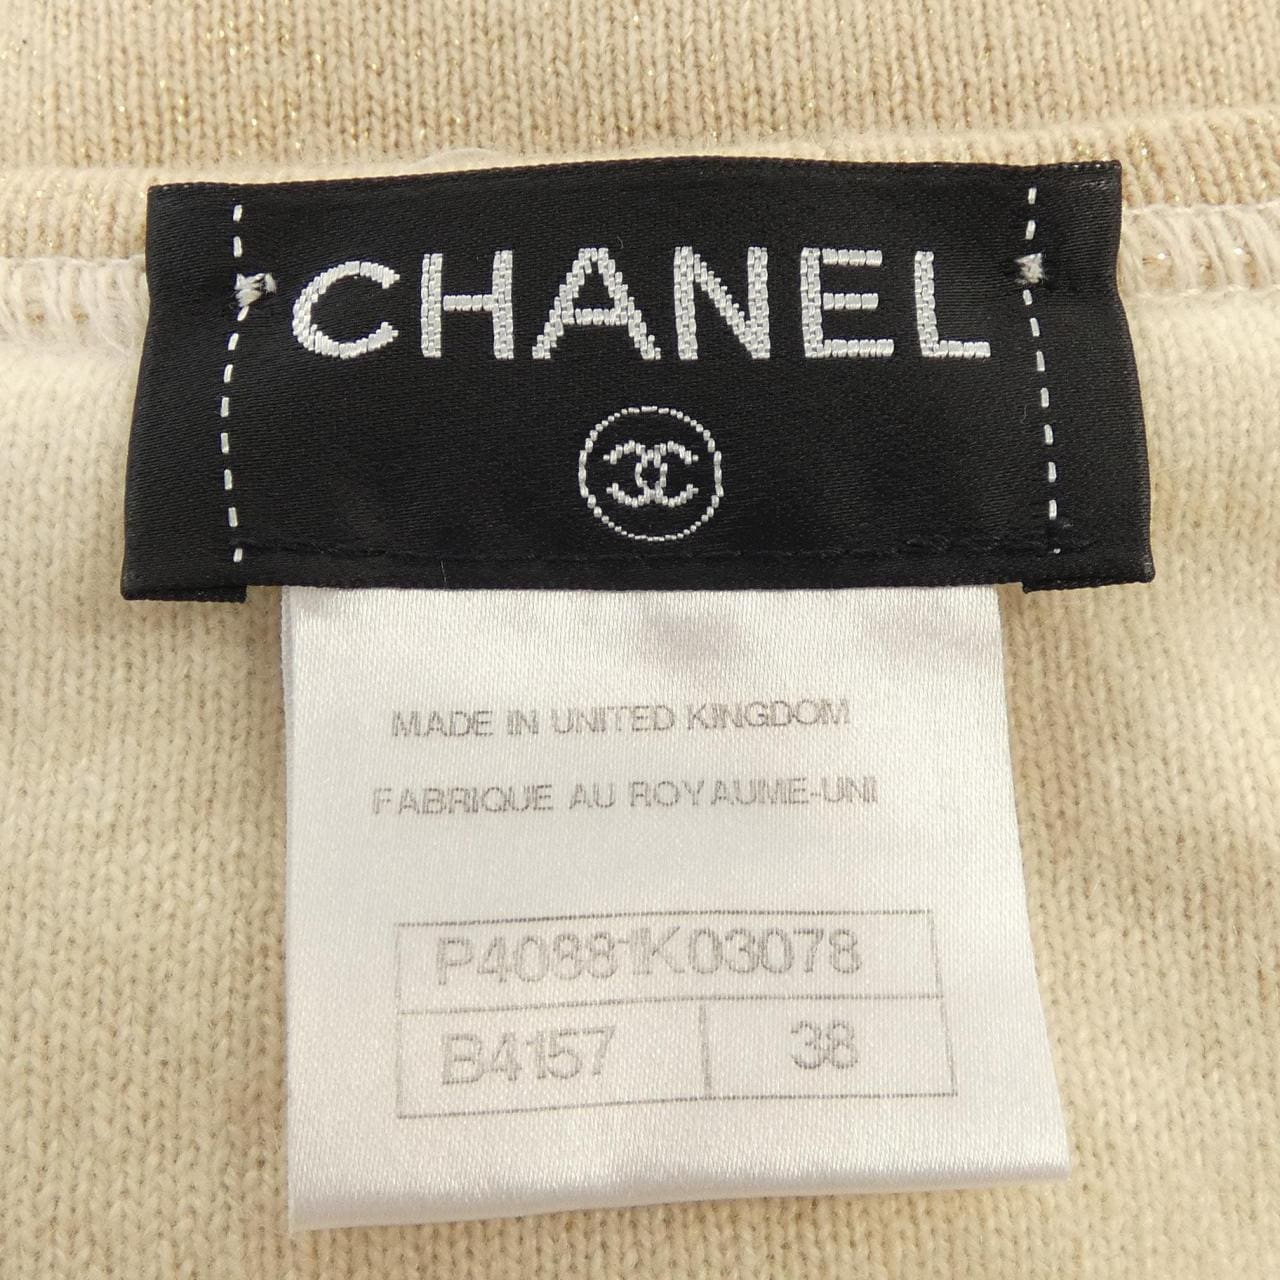 CHANEL
MADE IN UNITED KINGDOM
FABRIQUE AU ROYAUME-UNI
P40881K03078
B4157 38